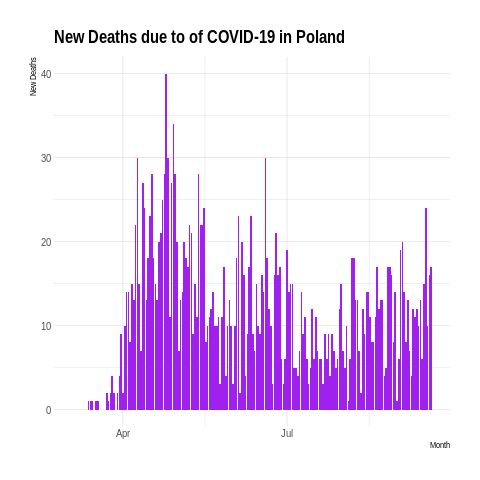 New Deaths due to of COVID-19 in Poland
New Deaths
40
30
20
10
0
Apr
Jul
Month